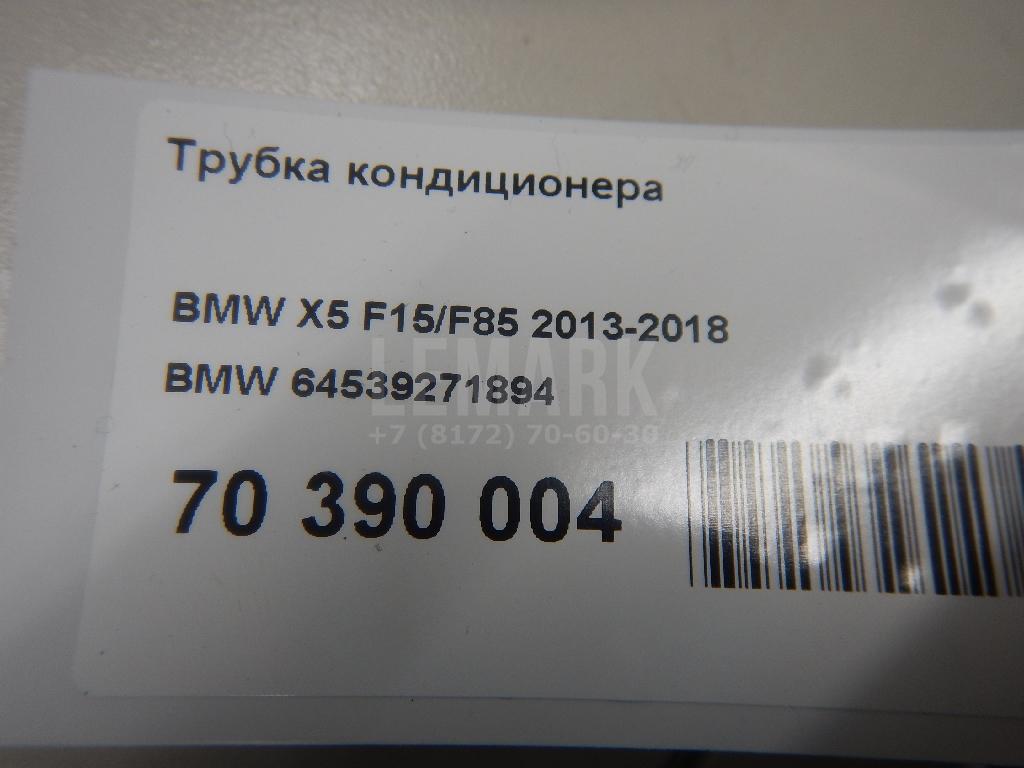 Трубка кондиционера
BMW X5 F15/F85 2013-2018
BMW 64539271894
LEMARK
+7 (8172) 70-60-30
70 390 004